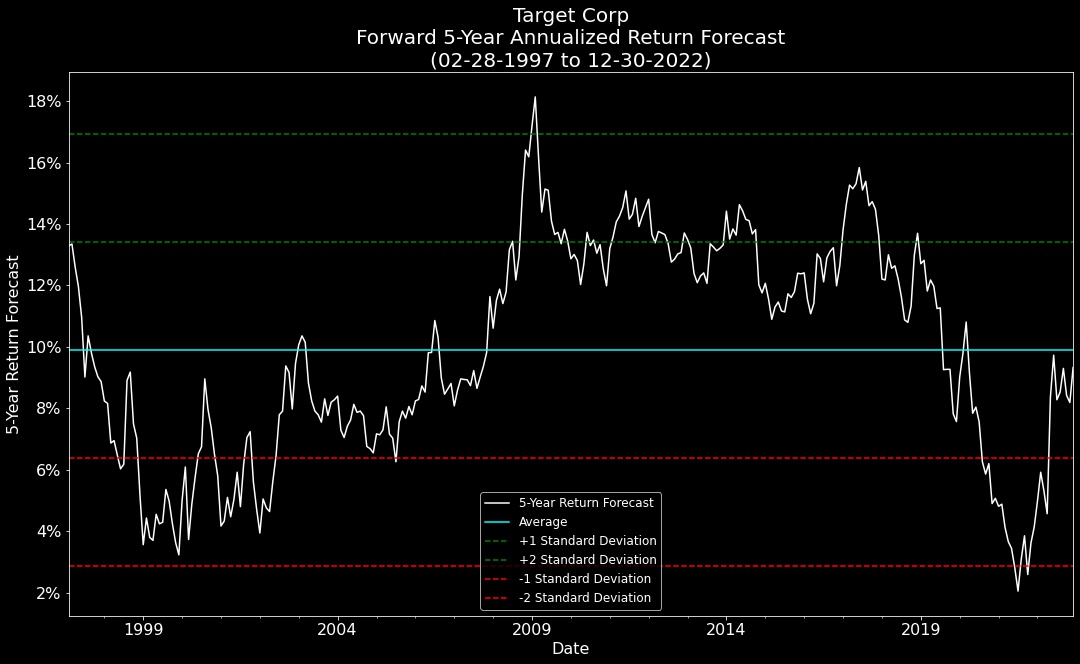 Target Corp
Forward 5-Year Annualized Return Forecast
(02-28-1997 to 12-30-2022)
5-Year Return Forecast
18%
16%
14%
12%
10%
8%
6%
4%
2%
5-Year Return Forecast
Average
+1 Standard Deviation
+2 Standard Deviation
-1 Standard Deviation
-2 Standard Deviation
1999
2004
2009
2014
2019
Date